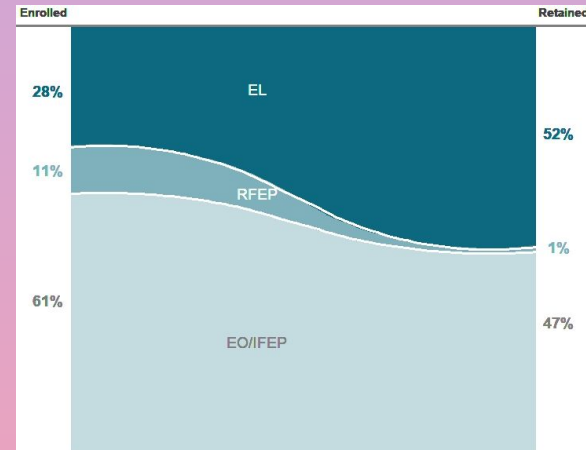 Enrolled Retained
28% EL
52%
11%
RFEP
1%
61%
47%
EO/IFEP